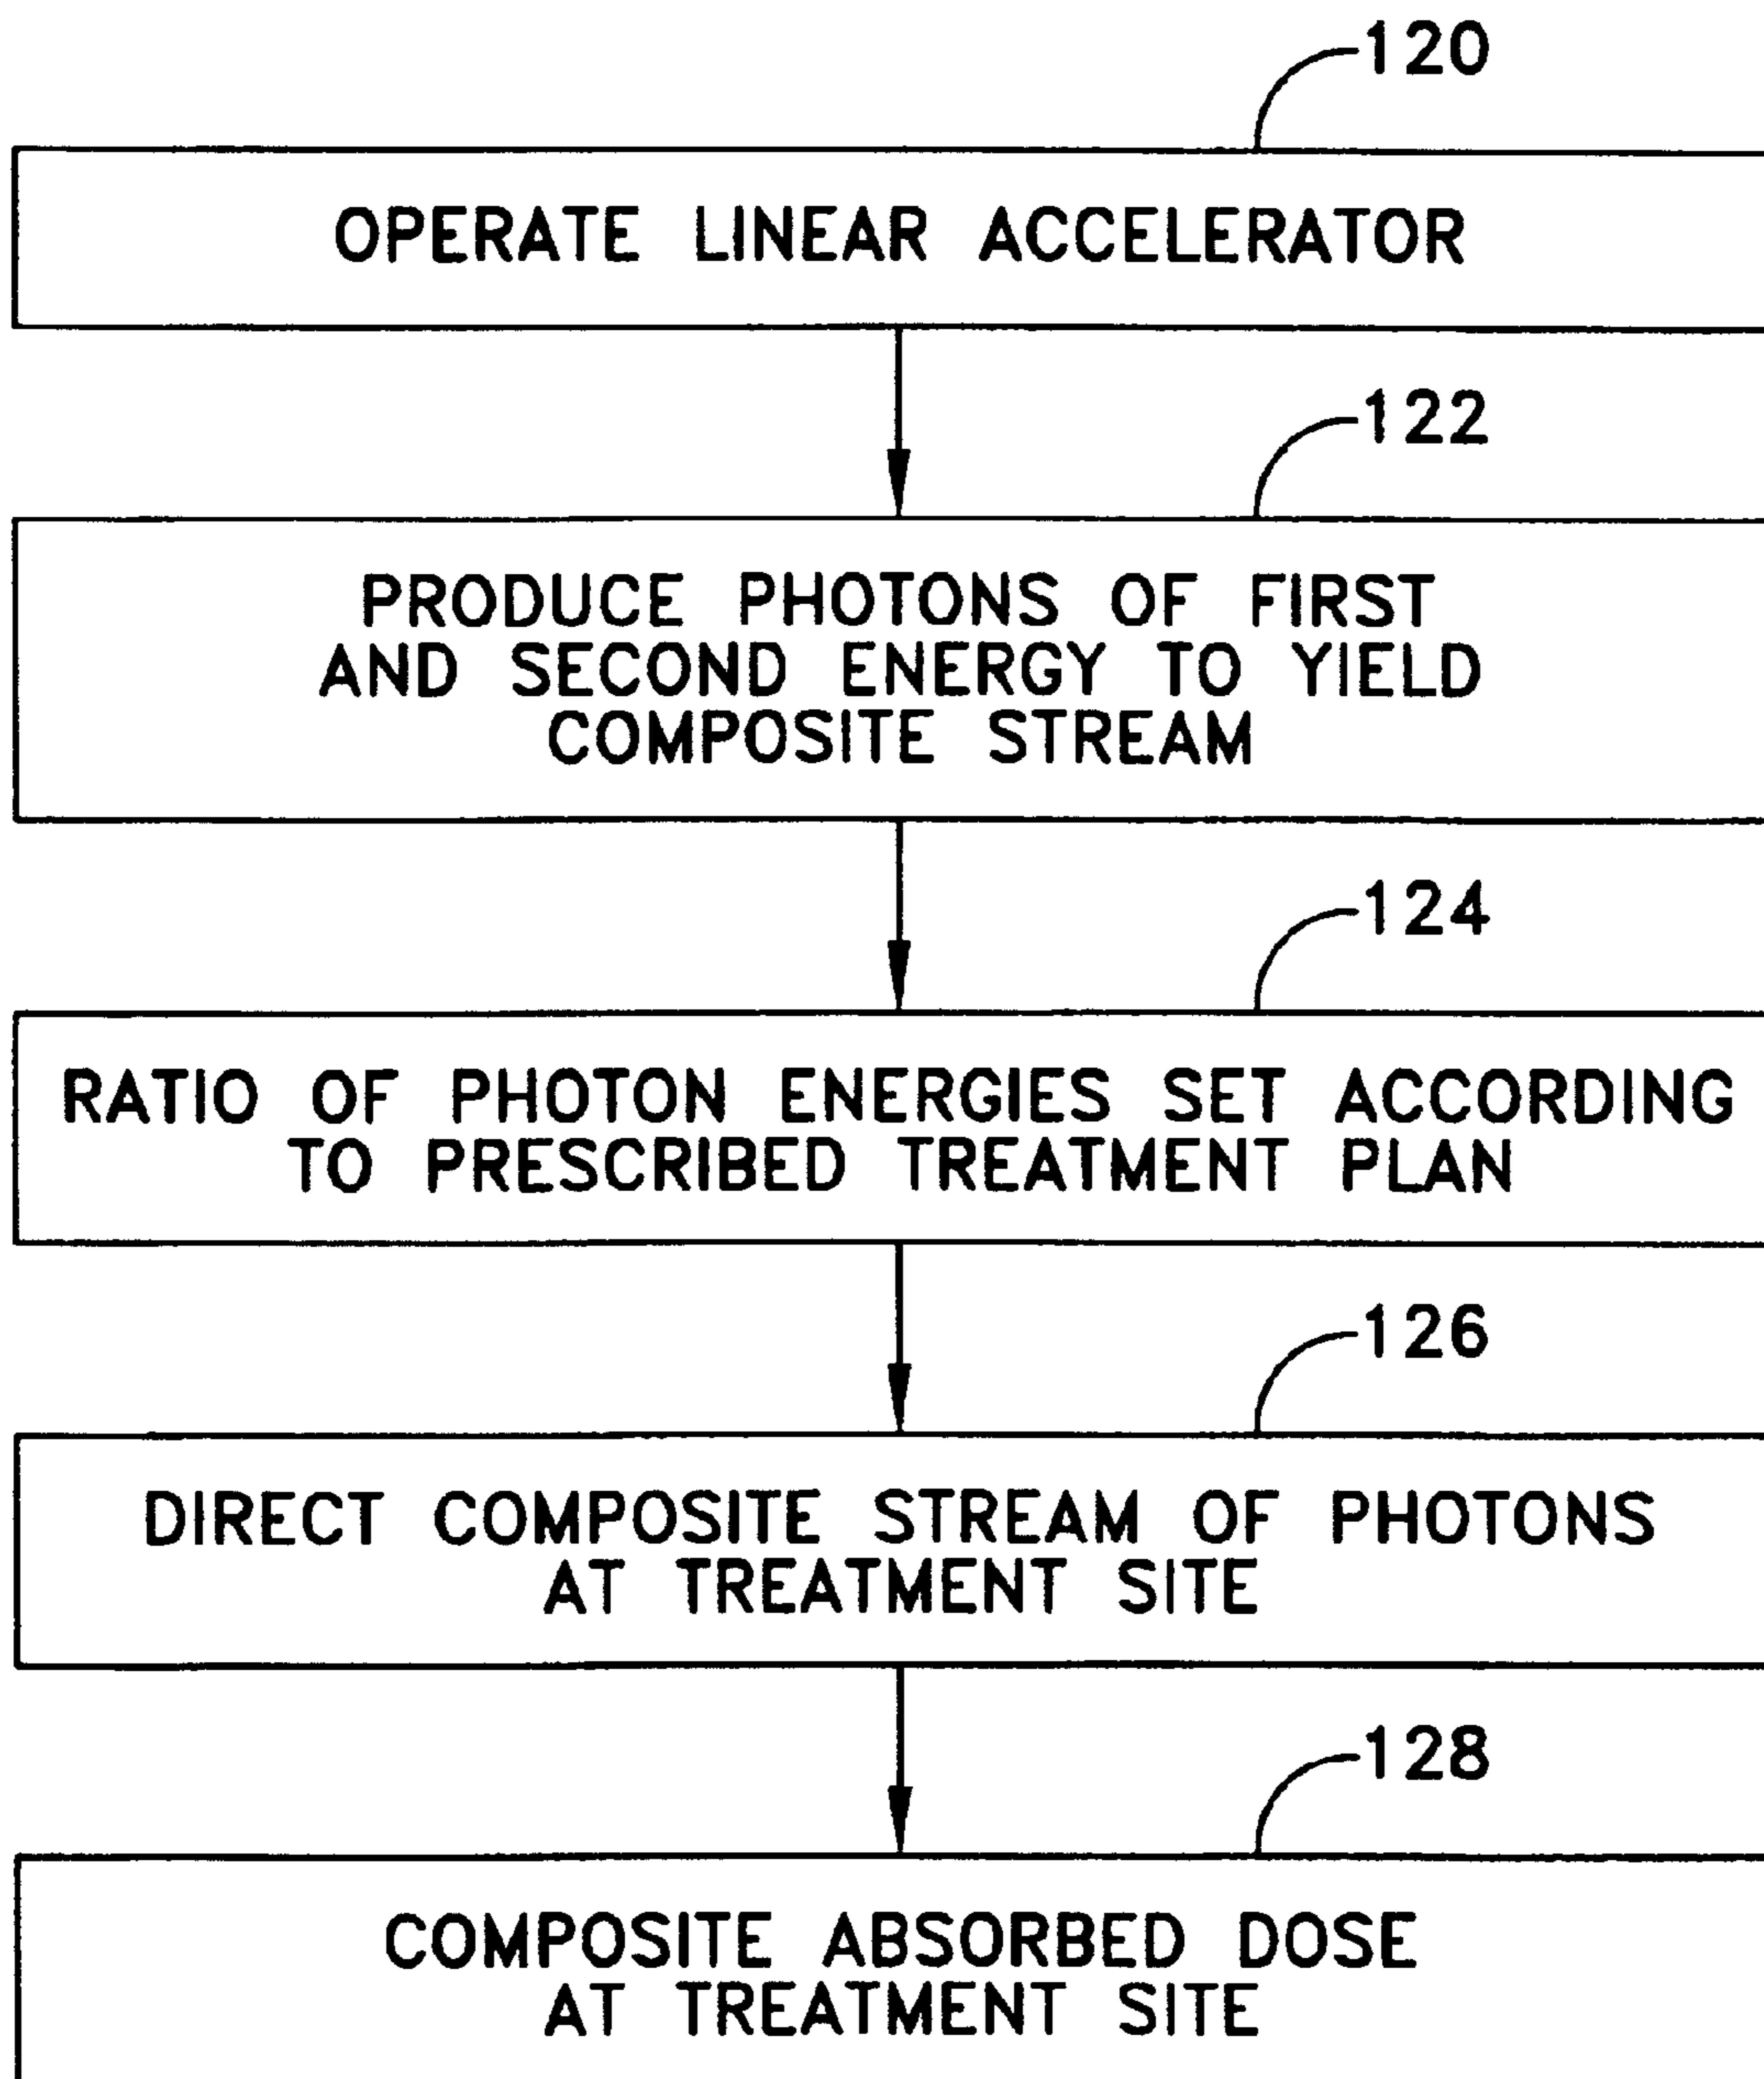 120
OPERATE LINEAR ACCELERATOR
122
PRODUCE PHOTONS OF FIRST
AND SECOND ENERGY TO YIELD
COMPOSITE STREAM
124
RATIO OF PHOTON ENERGIES SET ACCORDING
TO PRESCRIBED TREATMENT PLAN
126
DIRECT COMPOSITE STREAM OF PHOTONS
AT TREATMENT SITE
128
COMPOSITE ABSORBED DOSE
AT TREATMENT SITE